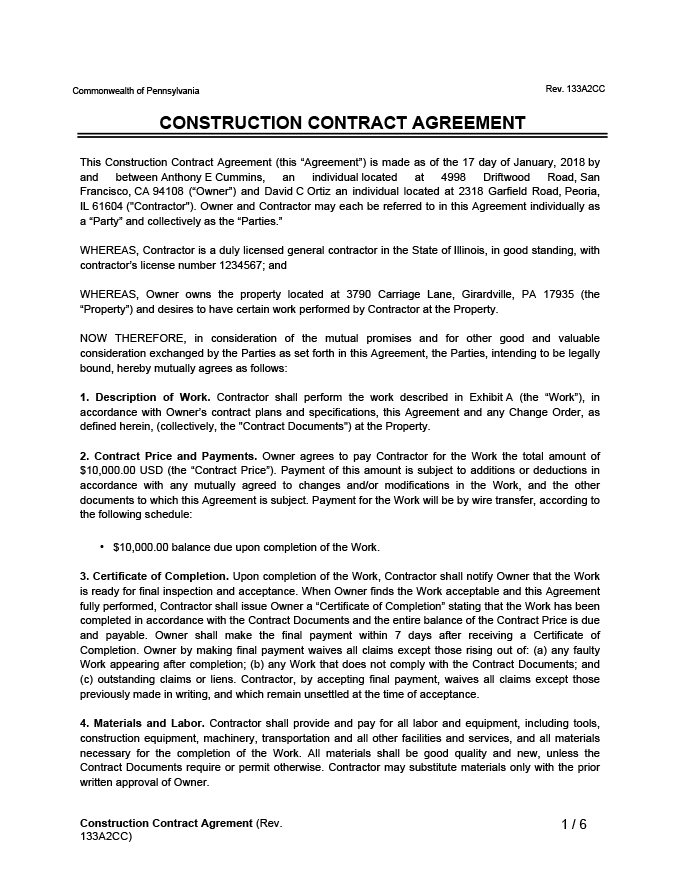 Commonwealth of Pennsylvania
Rev. 133A2CC
CONSTRUCTION CONTRACT AGREEMENT
This Construction Contract Agreement (this “Agreement”) is made as of the 17 day of January, 2018 by
and between Anthony E Cummins, an individual located at 4998 Driftwood Road, San
Francisco, CA 94108 (“Owner”) and David C Ortiz an individual located at 2318 Garfield Road, Peoria,
IL 61604 ("Contractor"). Owner and Contractor may each be referred to in this Agreement individually as
a “Party” and collectively as the “Parties.”
WHEREAS, Contractor is a duly licensed general contractor in the State of Illinois, in good standing, with
contractor’s license number 1234567; and
WHEREAS, Owner owns the property located at 3790 Carriage Lane, Girardville, PA 17935 (the
“Property”) and desires to have certain work performed by Contractor at the Property.
NOW THEREFORE, in consideration of the mutual promises and for other good and valuable
consideration exchanged by the Parties as set forth in this Agreement, the Parties, intending to be legally
bound, hereby mutually agrees as follows:
1. Description of Work. Contractor shall perform the work described in Exhibit A (the “Work”), in
accordance with Owner’s contract plans and specifications, this Agreement and any Change Order, as
defined herein, (collectively, the "Contract Documents") at the Property.
2. Contract Price and Payments. Owner agrees to pay Contractor for the Work the total amount of
$10,000.00 USD (the “Contract Price”). Payment of this amount is subject to additions or deductions in
accordance with any mutually agreed to changes and/or modifications in the Work, and the other
documents to which this Agreement is subject. Payment for the Work will be by wire transfer, according to
the following schedule:
• $10,000.00 balance due upon completion of the Work.
3. Certificate of Completion. Upon completion of the Work, Contractor shall notify Owner that the Work
is ready for final inspection and acceptance. When Owner finds the Work acceptable and this Agreement
fully performed, Contractor shall issue Owner a “Certificate of Completion” stating that the Work has been
completed in accordance with the Contract Documents and the entire balance of the Contract Price is due
and payable. Owner shall make the final payment within 7 days after receiving a Certificate of
Completion. Owner by making final payment waives all claims except those rising out of: (a) any faulty
Work appearing after completion; (b) any Work that does not comply with the Contract Documents; and
(c) outstanding claims or liens. Contractor, by accepting final payment, waives all claims except those
previously made in writing, and which remain unsettled at the time of acceptance.
4. Materials and Labor. Contractor shall provide and pay for all labor and equipment, including tools,
construction equipment, machinery, transportation and all other facilities and services, and all materials
necessary for the completion of the Work. All materials shall be good quality and new, unless the
Contract Documents require or permit otherwise. Contractor may substitute materials only with the prior
written approval of Owner.
Construction Contract Agreement (Rev.
133A2CC)
1 / 6